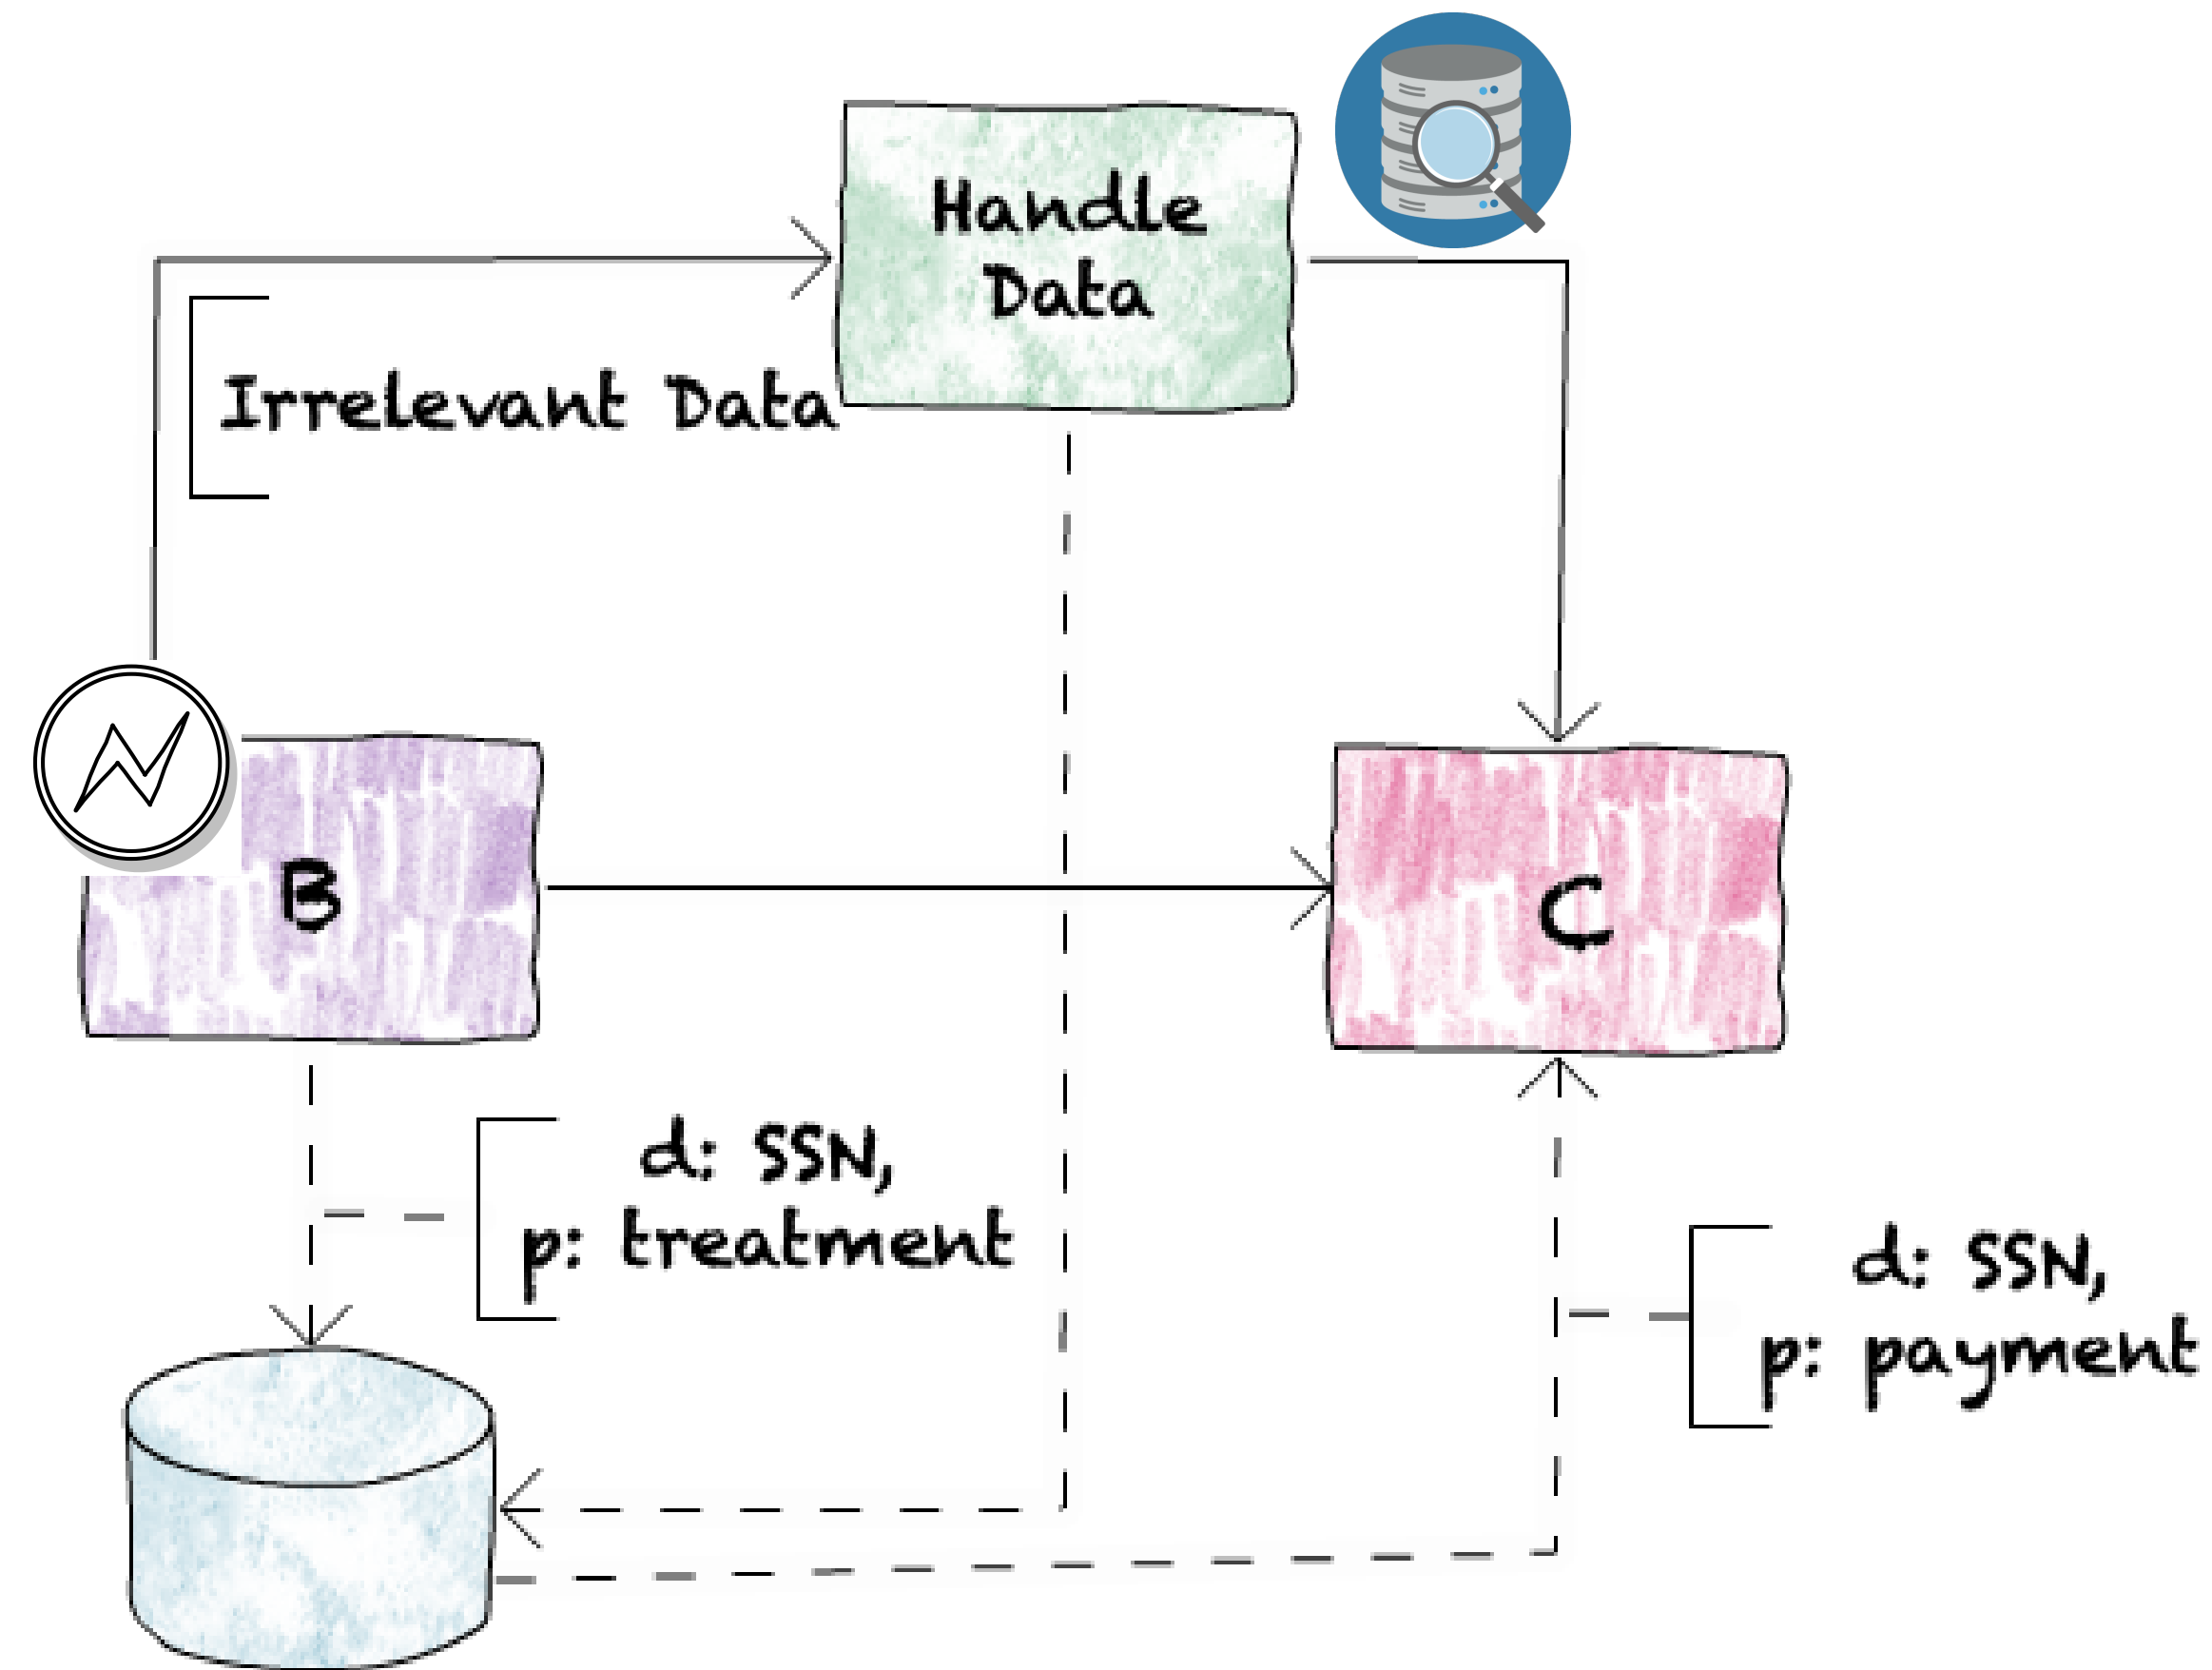 Handle
Data
Irrelevant Data
B
C
d: SSN,
p: treatment
d: SSN,
p: payment